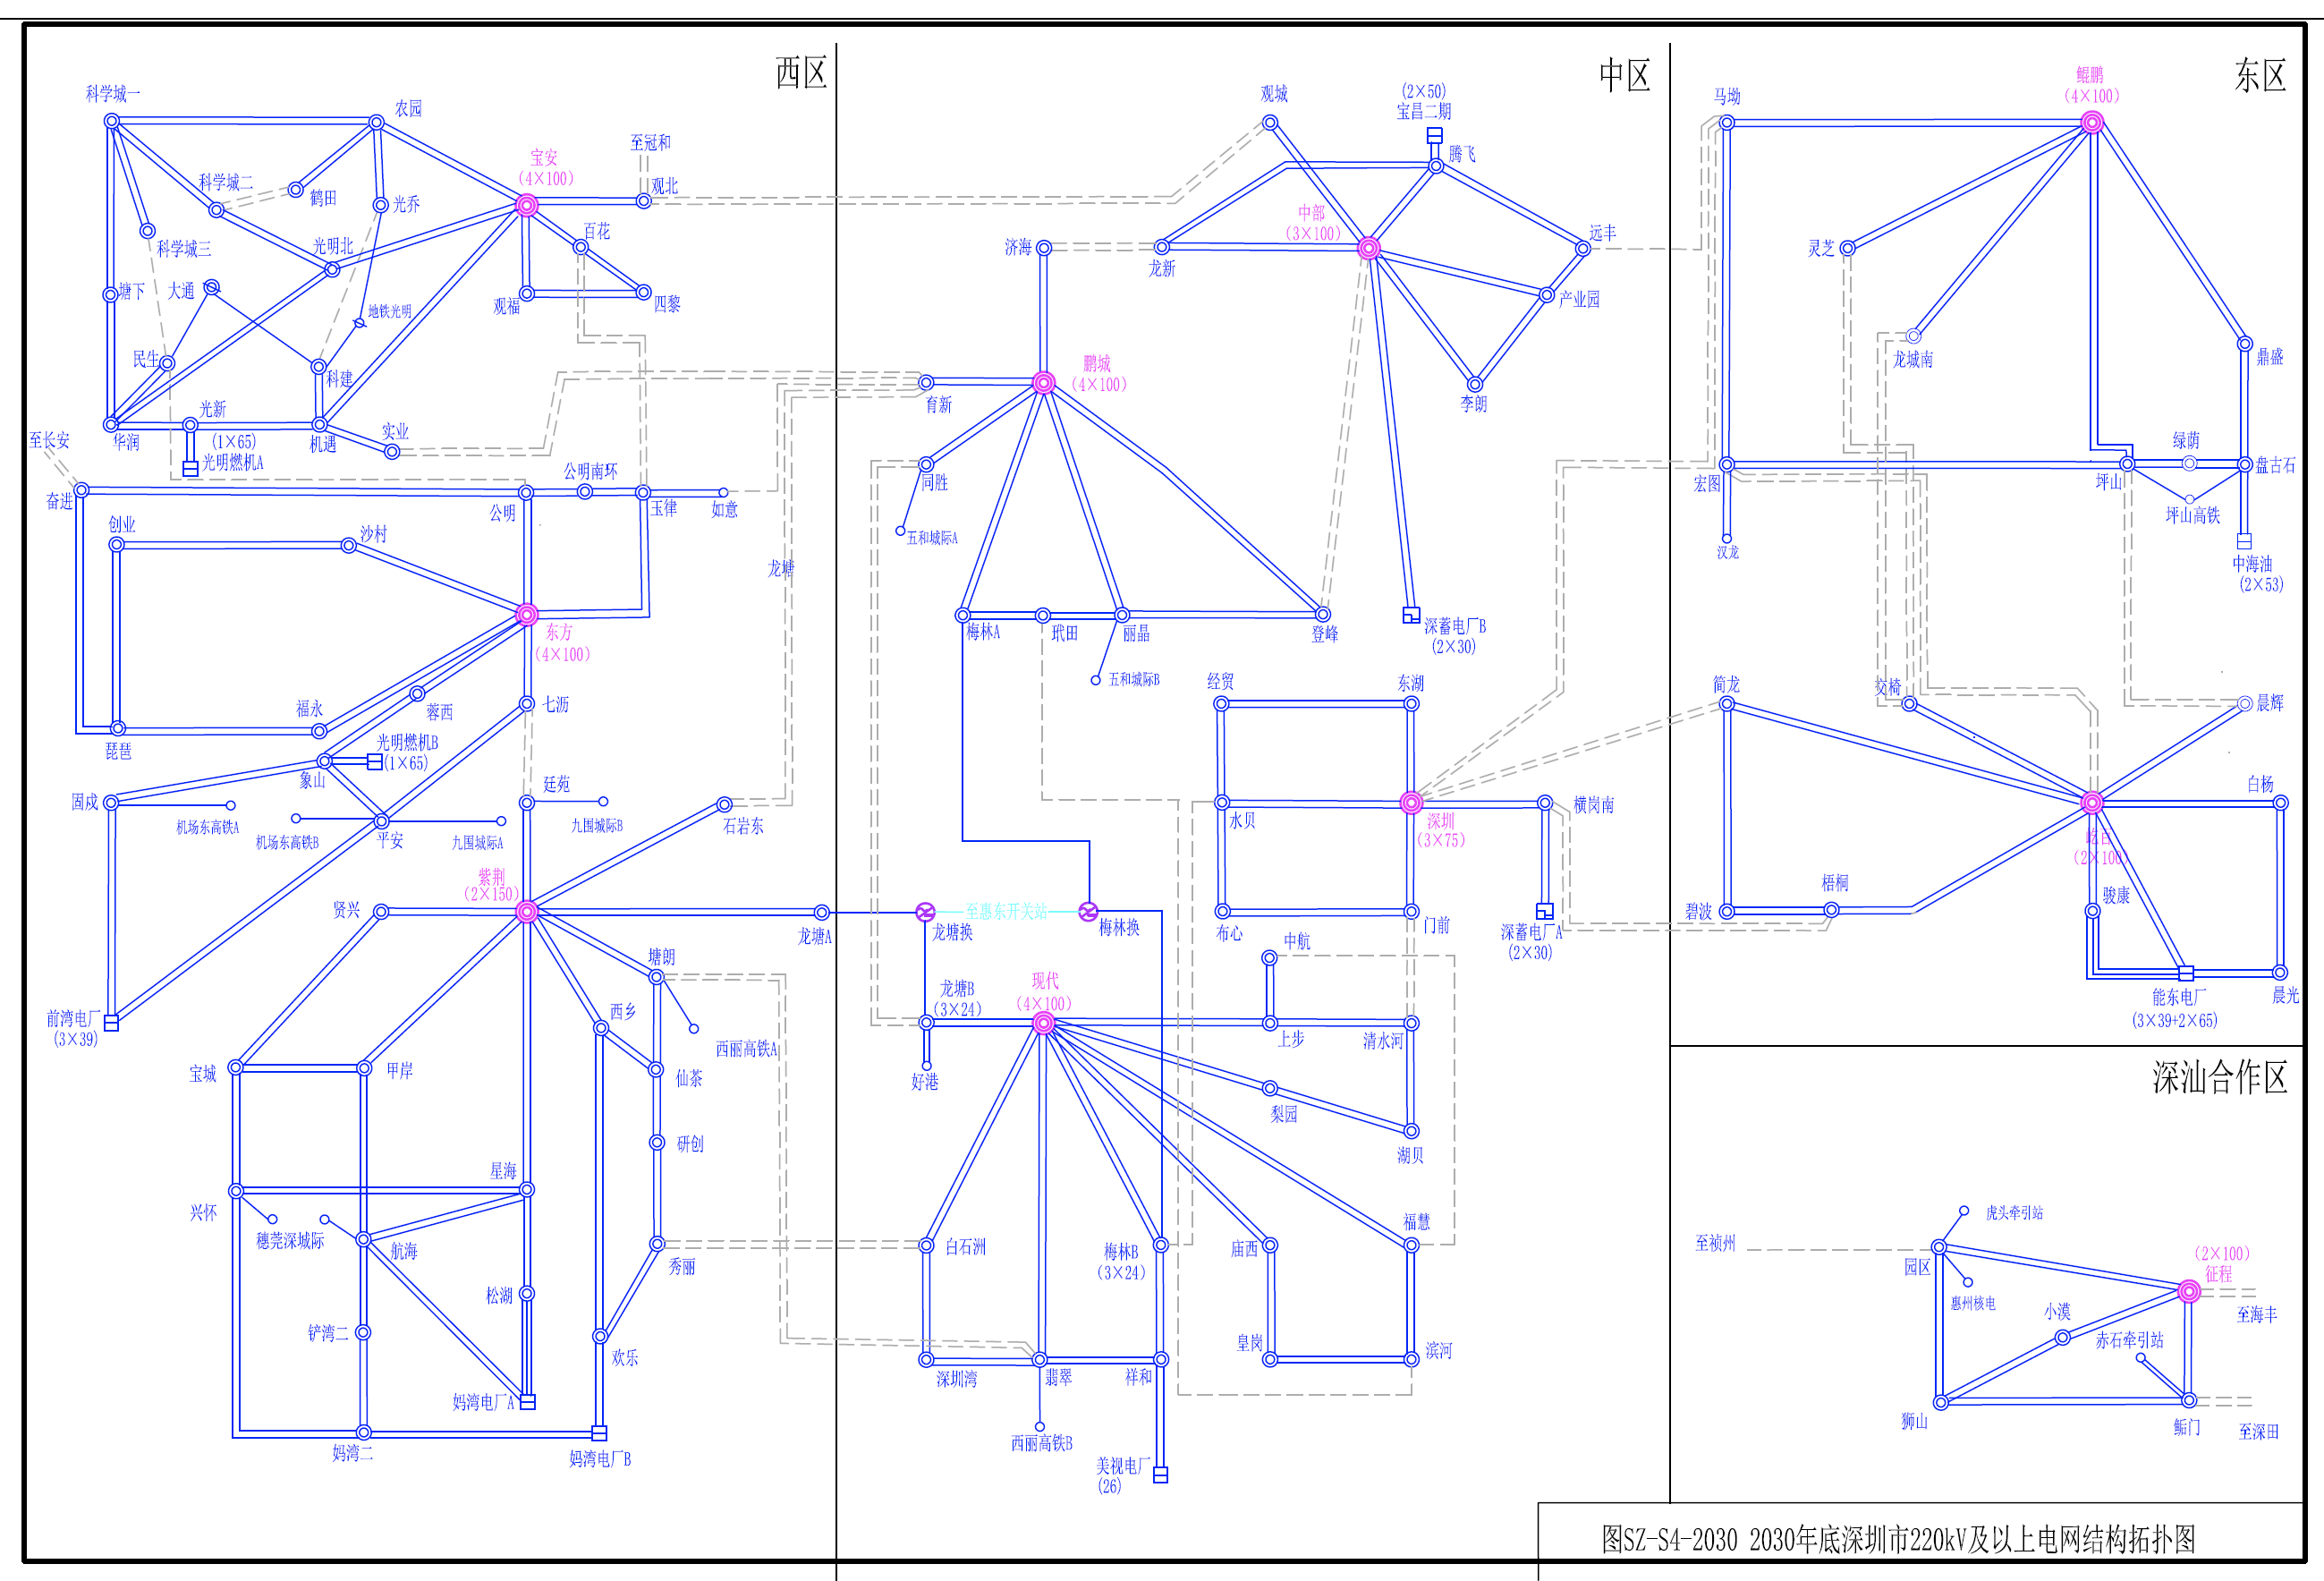 西区
科学城一
农园
至冠和
宝安
(4×100)
科学城二
鹤田
光乔
观北
科学城三
光明北
百花
塘下
大通
地铁光明
观福
四黎
民生
科建
光新
(1×65)
光明燃机A
华润
机遇
实业
至长安
公明南环
奋进
公明
玉律
如意
创业
沙村
龙塘
东方
(4×100)
福永
蓉西
七沥
琵琶
光明燃机B
(1×65)
象山
固戍
机场东高铁A
机场东高铁B
平安
九围城际A
廷苑
九围城际B
石岩东
紫荆
(2×150)
贤兴
龙塘A
塘朗
西乡
西丽高铁A
前湾电厂
(3×39)
宝城
甲岸
仙茶
研创
星海
兴怀
穗莞深城际
航海
秀丽
松湖
铲湾二
欢乐
妈湾电厂A
妈湾二
妈湾电厂B
中区
观城
(2×50)
宝昌二期
腾飞
中部
(3×100)
远丰
济海
龙新
产业园
鹏城
(4×100)
育新
李朗
同胜
五和城际A
梅林A
玳田
丽晶
登峰
深蓄电厂B
(2×30)
五和城际B
经贸
东湖
水贝
深圳
(3×75)
横岗南
龙塘换
至惠东开关站
梅林换
布心
门前
深蓄电厂A
(2×30)
中航
龙塘B
(3×24)
现代
(4×100)
上步
清水河
好港
梨园
湖贝
白石洲
梅林B
(3×24)
庙西
福慧
深圳湾
翡翠
祥和
皇岗
滨河
西丽高铁B
美视电厂
(26)
东区
马坳
鲲鹏
(4×100)
灵芝
龙城南
鼎盛
宏图
坪山
绿荫
盘古石
坪山高铁
汉龙
中海油
(2×53)
简龙
交椅
晨辉
白杨
(2×100)
骏康
碧波
梧桐
能东电厂
(3×39+2×65)
晨光
深汕合作区
虎头牵引站
至祯州
园区
惠州核电
(2×100)
征程
至海丰
小漠
赤石牵引站
狮山
鲘门
至深田
图SZ-S4-2030 2030年底深圳市220kV及以上电网结构拓扑图